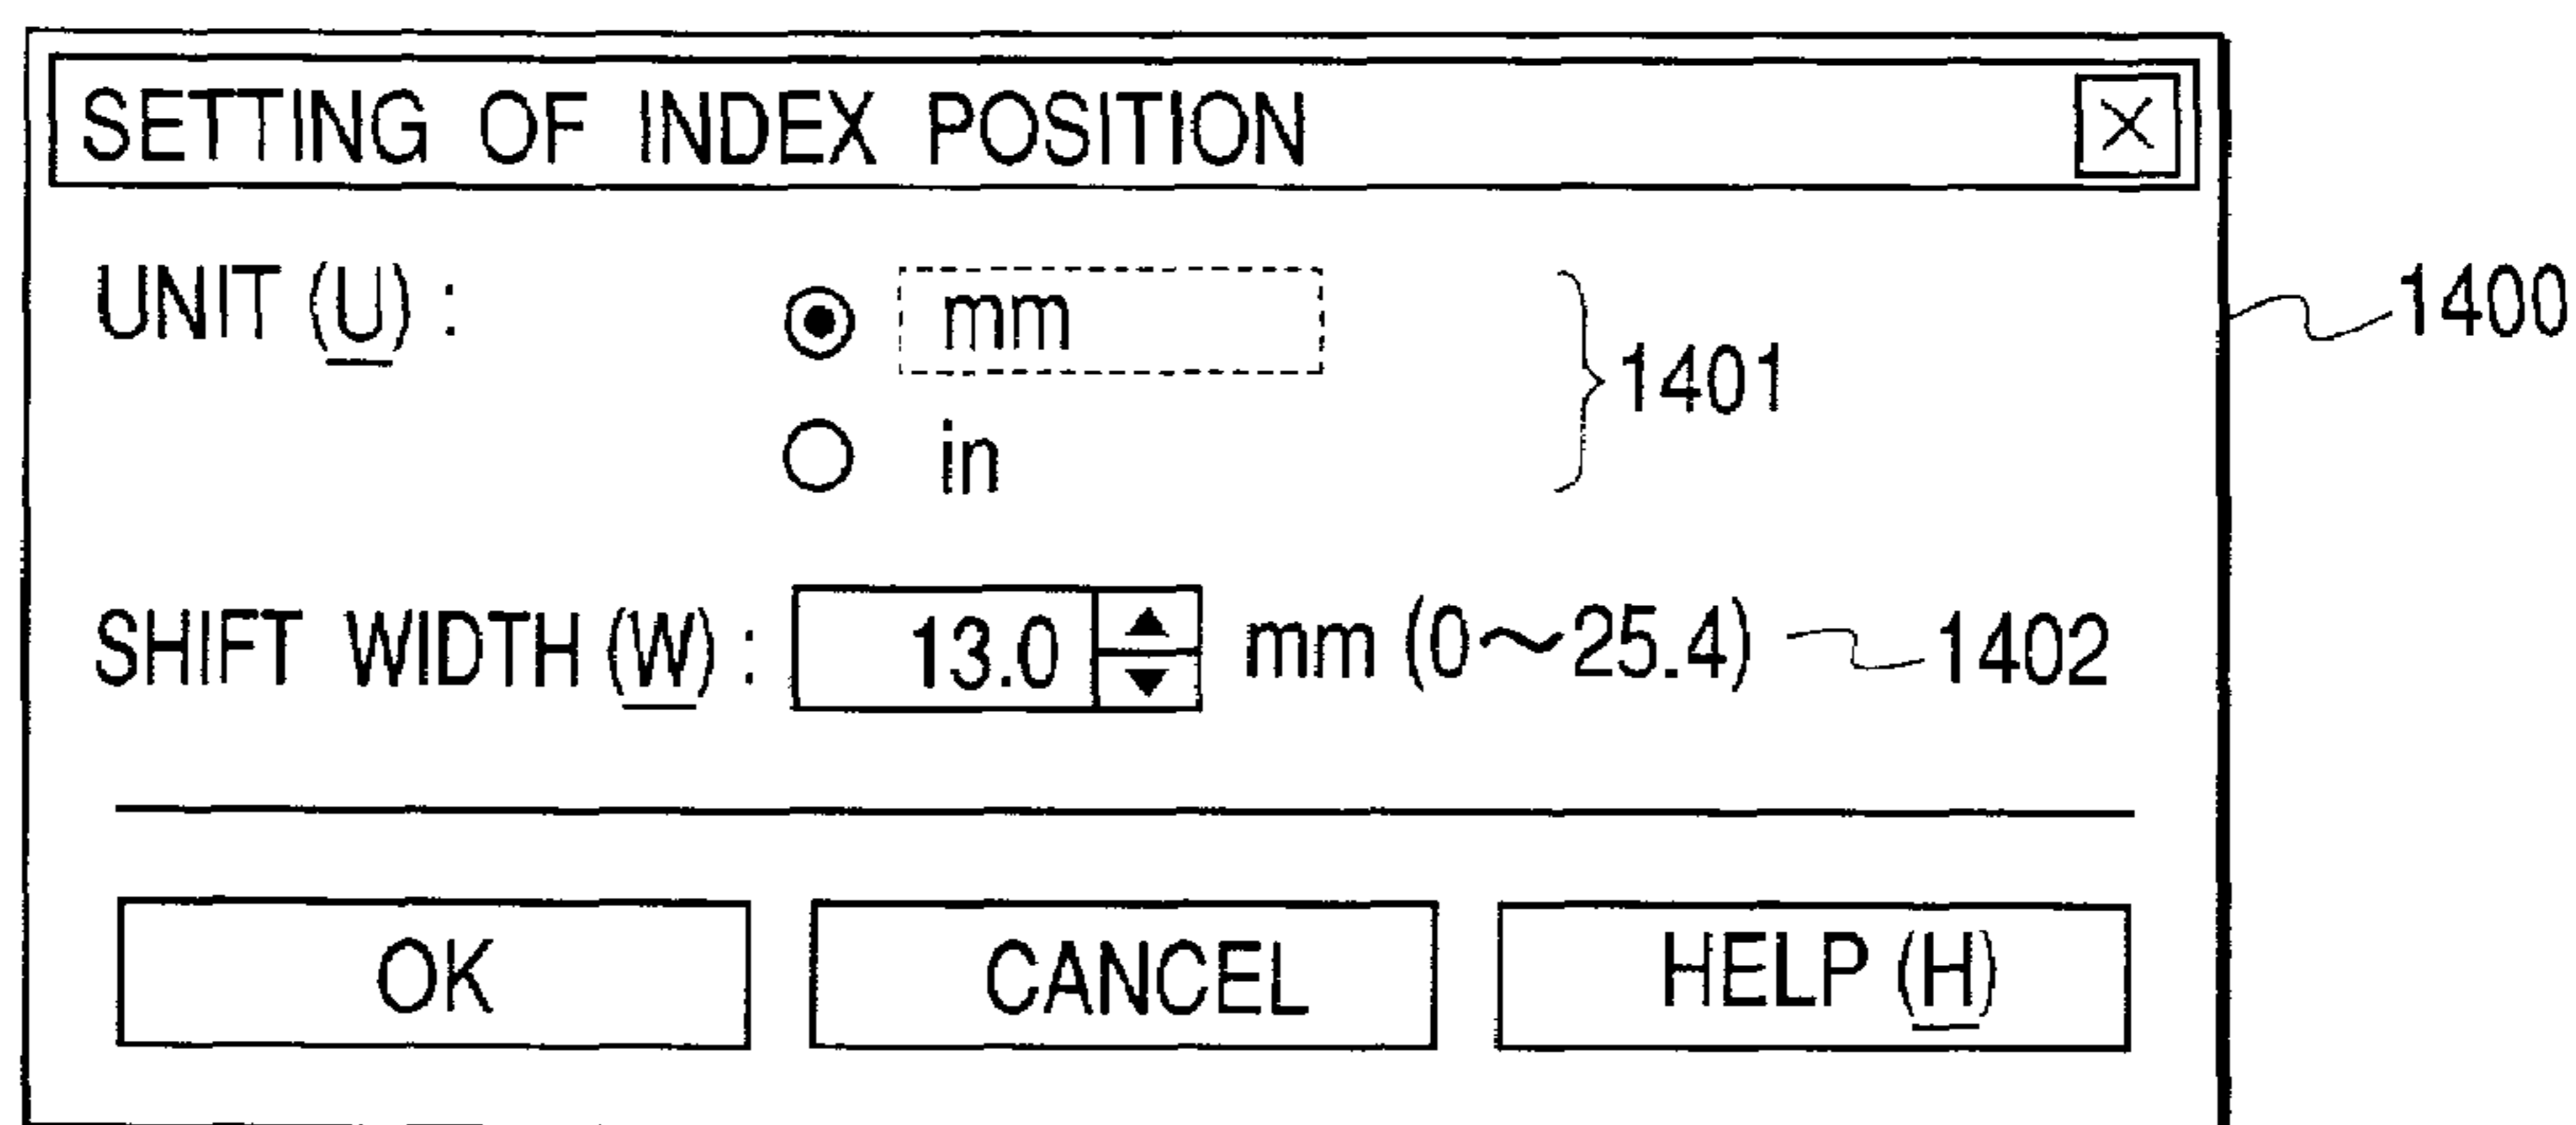 SETTING OF INDEX POSITION X
UNIT (U) : mm
1400
1401
in
SHIFT WIDTH (W) : 13.0 mm (0~25.4) 1402
OK CANCEL HELP (H)